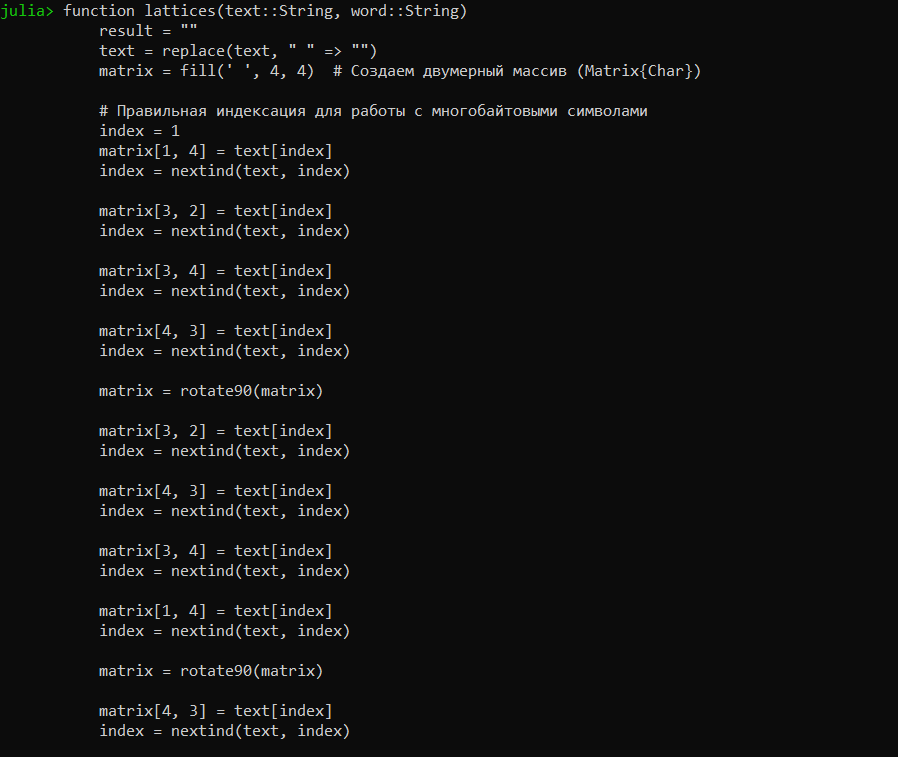 julia> function lattices(text::String, word::String)
result = ""
text = replace(text, " " => "")
matrix = fill(' ', 4, 4)  # Создаем двумерный массив (Matrix{Char})
# Правильная индексация для работы с многобайтовыми символами
index = 1
matrix[1, 4] = text[index]
index = nextind(text, index)
matrix[3, 2] = text[index]
index = nextind(text, index)
matrix[3, 4] = text[index]
index = nextind(text, index)
matrix[4, 3] = text[index]
index = nextind(text, index)
matrix = rotate90(matrix)
matrix[3, 2] = text[index]
index = nextind(text, index)
matrix[4, 3] = text[index]
index = nextind(text, index)
matrix[3, 4] = text[index]
index = nextind(text, index)
matrix[1, 4] = text[index]
index = nextind(text, index)
matrix = rotate90(matrix)
matrix[4, 3] = text[index]
index = nextind(text, index)